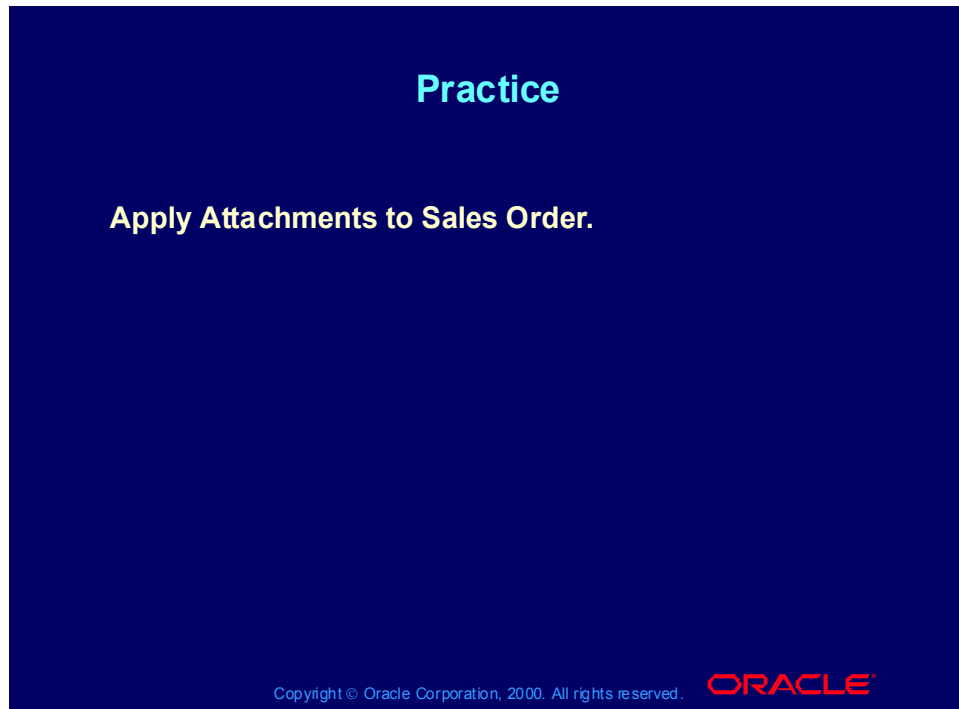 Practice
Apply Attachments to Sales Order.
Copyright © Oracle Corporation, 2000. All rights reserved.
ORACLE®